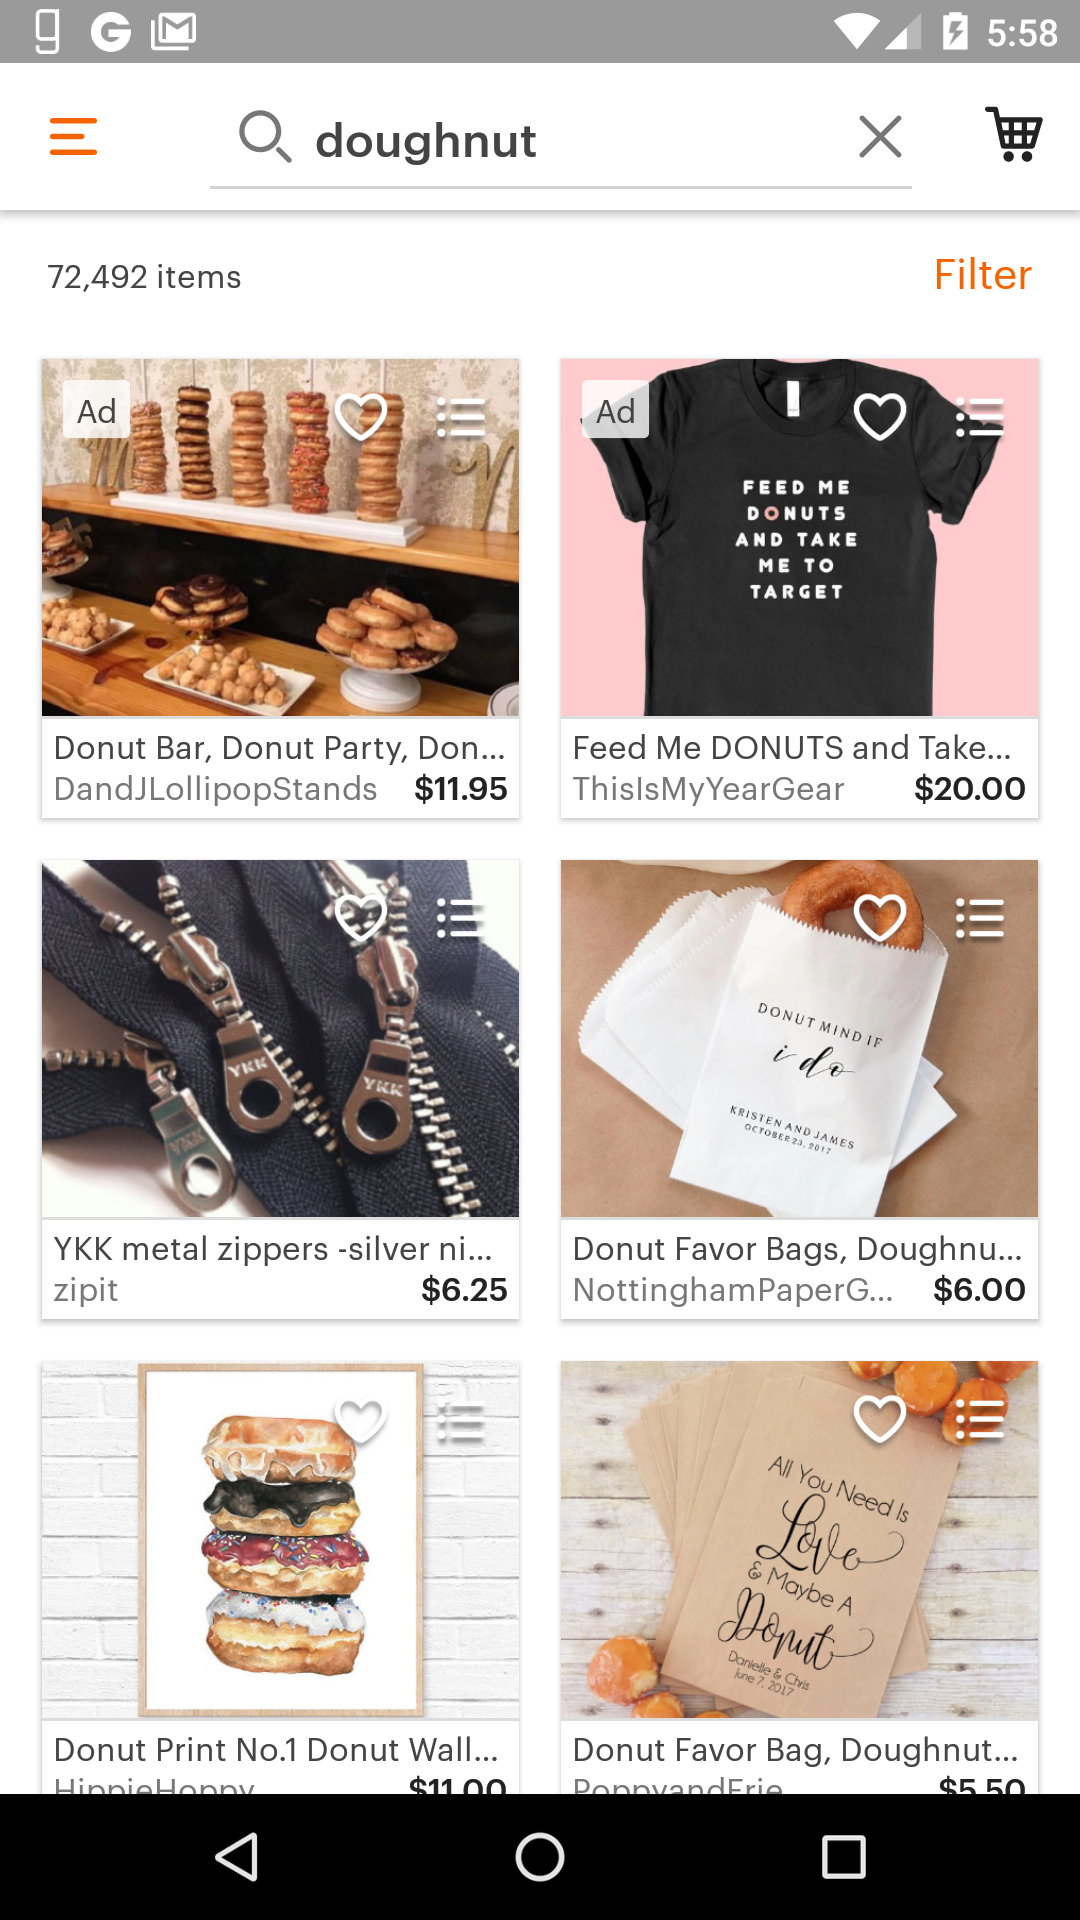 5:58
doughnut
72,492 items
Filter
Ad
Ad
FEED ME
DONUTS
AND TAKE
ME TO
TARGET
Donut Bar, Donut Party, Don...
DandJLollipopStands $11.95
Feed Me DONUTS and Take...
ThisIsMyYearGear $20.00
YKK
YKK
YKK
DONUT MIND IF
i do
KRISTEN AND JAMES
OCTOBER 23, 2017
YKK metal zippers -silver ni...
zipit $6.25
Donut Favor Bags, Doughnu...
NottinghamPaperG... $6.00
All You Need Is
Love
& Maybe A
Donut
Danielle & Chris
June 7, 2017
Donut Print No.1 Donut Wall...
HippieHoppy $11.00
Donut Favor Bag, Doughnut...
PoppyandErie $5.50